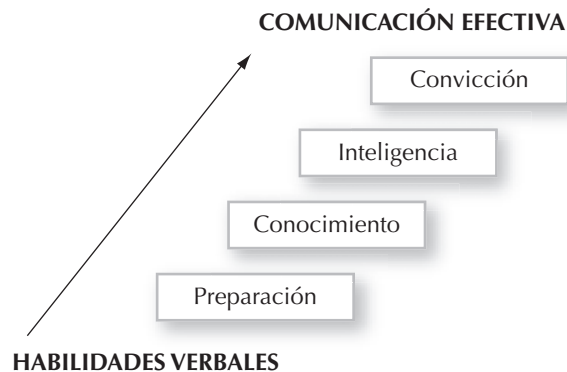 COMUNICACIÓN EFECTIVA
Convicción
Inteligencia
Conocimiento
Preparación
HABILIDADES VERBALES